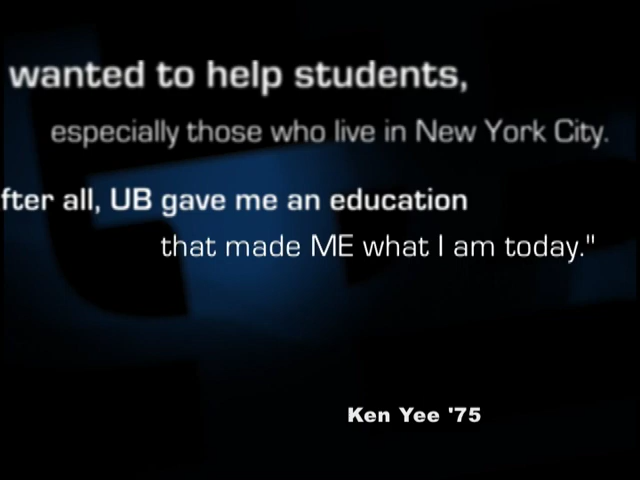 wanted to help students,
especially those who live in New York City.
fter all, UB gave me an education
that made ME what I am today."
Ken Yee '75